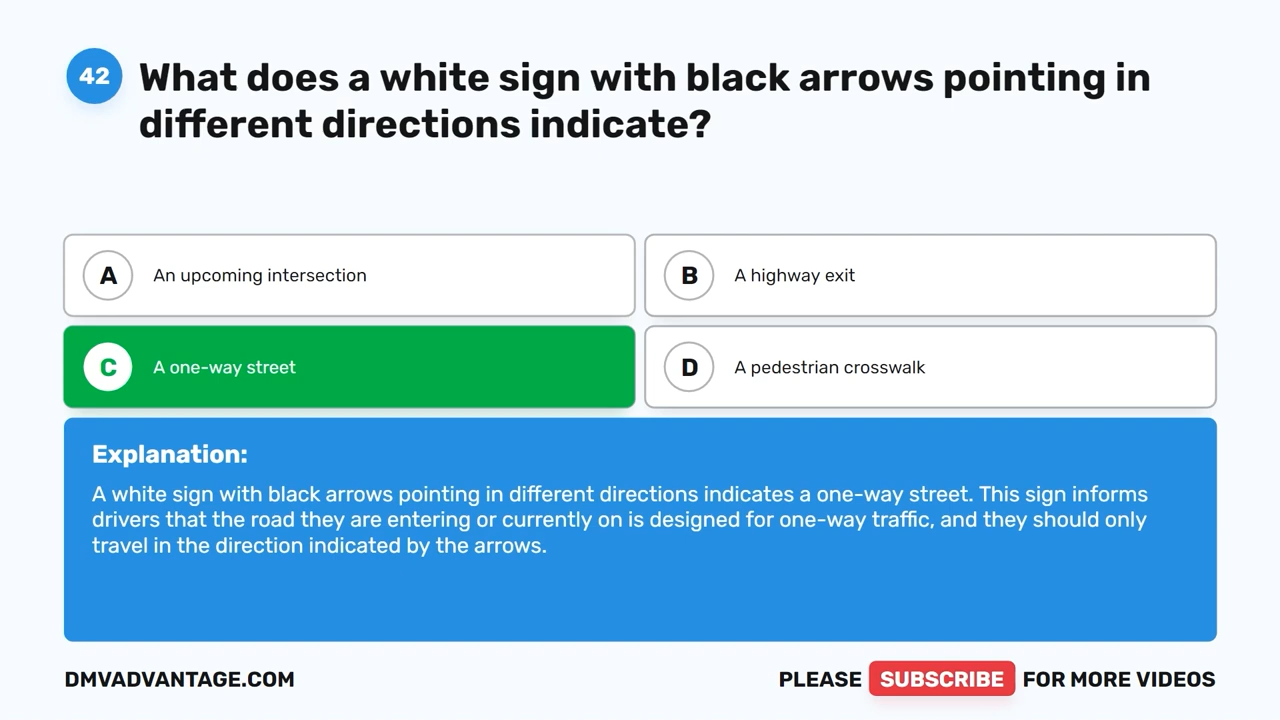 42
What does a white sign with black arrows pointing in
different directions indicate?
A
An upcoming intersection
B
A highway exit
C
A one-way street
D
A pedestrian crosswalk
Explanation:
A white sign with black arrows pointing in different directions indicates a one-way street. This sign informs
drivers that the road they are entering or currently on is designed for one-way traffic, and they should only
travel in the direction indicated by the arrows.
DMVADVANTAGE.COM
PLEASE SUBSCRIBE FOR MORE VIDEOS